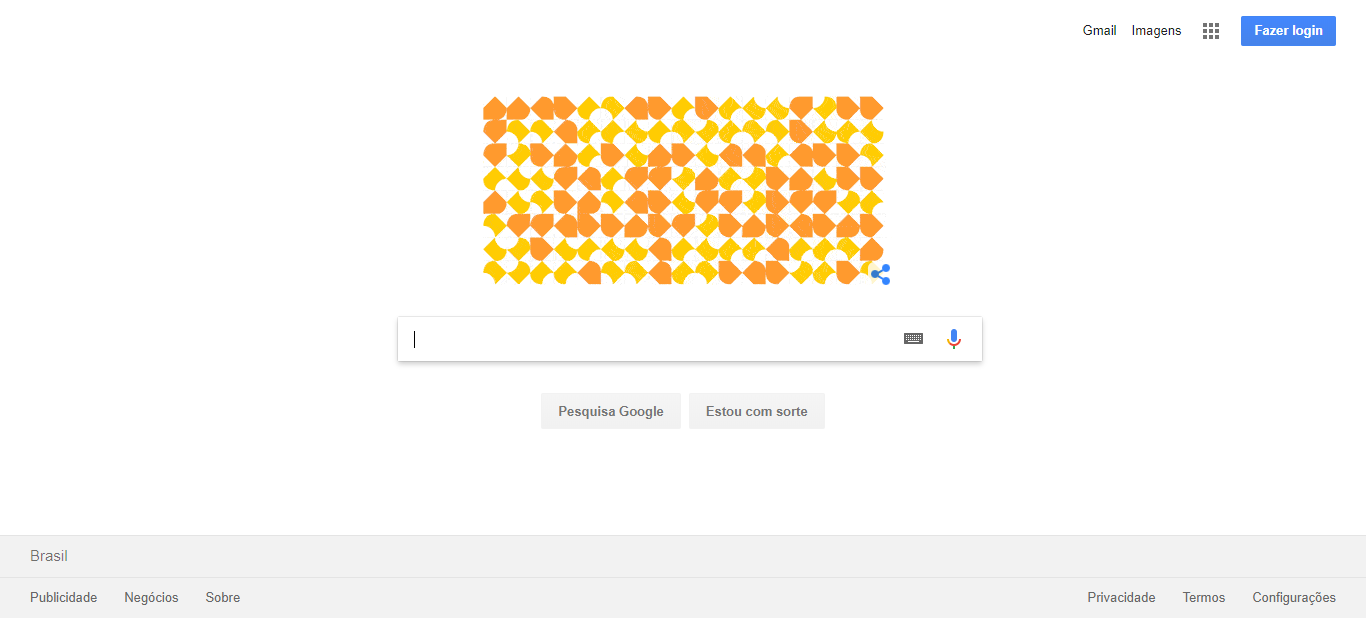 Gmail Imagens Fazer login
Pesquisa Google Estou com sorte
Brasil
Publicidade Negócios Sobre Privacidade Termos Configurações